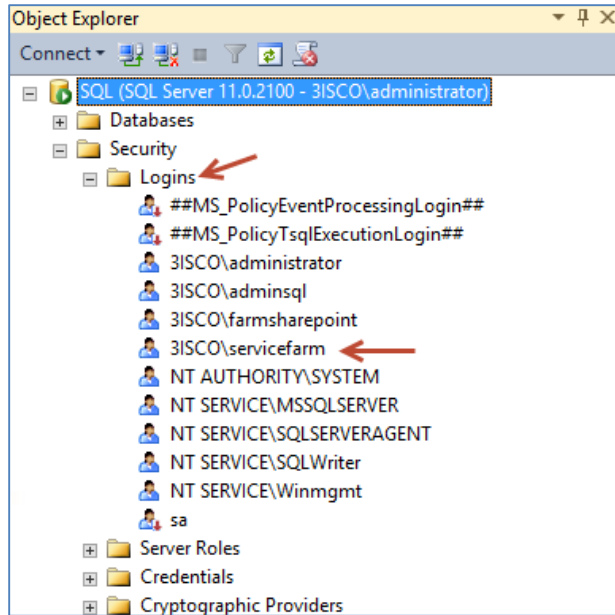 Object Explorer
Connect
SQL (SQL Server 11.0.2100 - 3ISCO\administrator)
Databases
Security
Logins
##MS_PolicyEventProcessingLogin##
##MS_PolicyTsqlExecutionLogin##
3ISCO\administrator
3ISCO\adminsql
3ISCO\farmsharepoint
3ISCO\servicefarm
NT AUTHORITY\SYSTEM
NT SERVICE\MSSQLSERVER
NT SERVICE\SQLSERVERAGENT
NT SERVICE\SQLWriter
NT SERVICE\Winmgmt
sa
Server Roles
Credentials
Cryptographic Providers